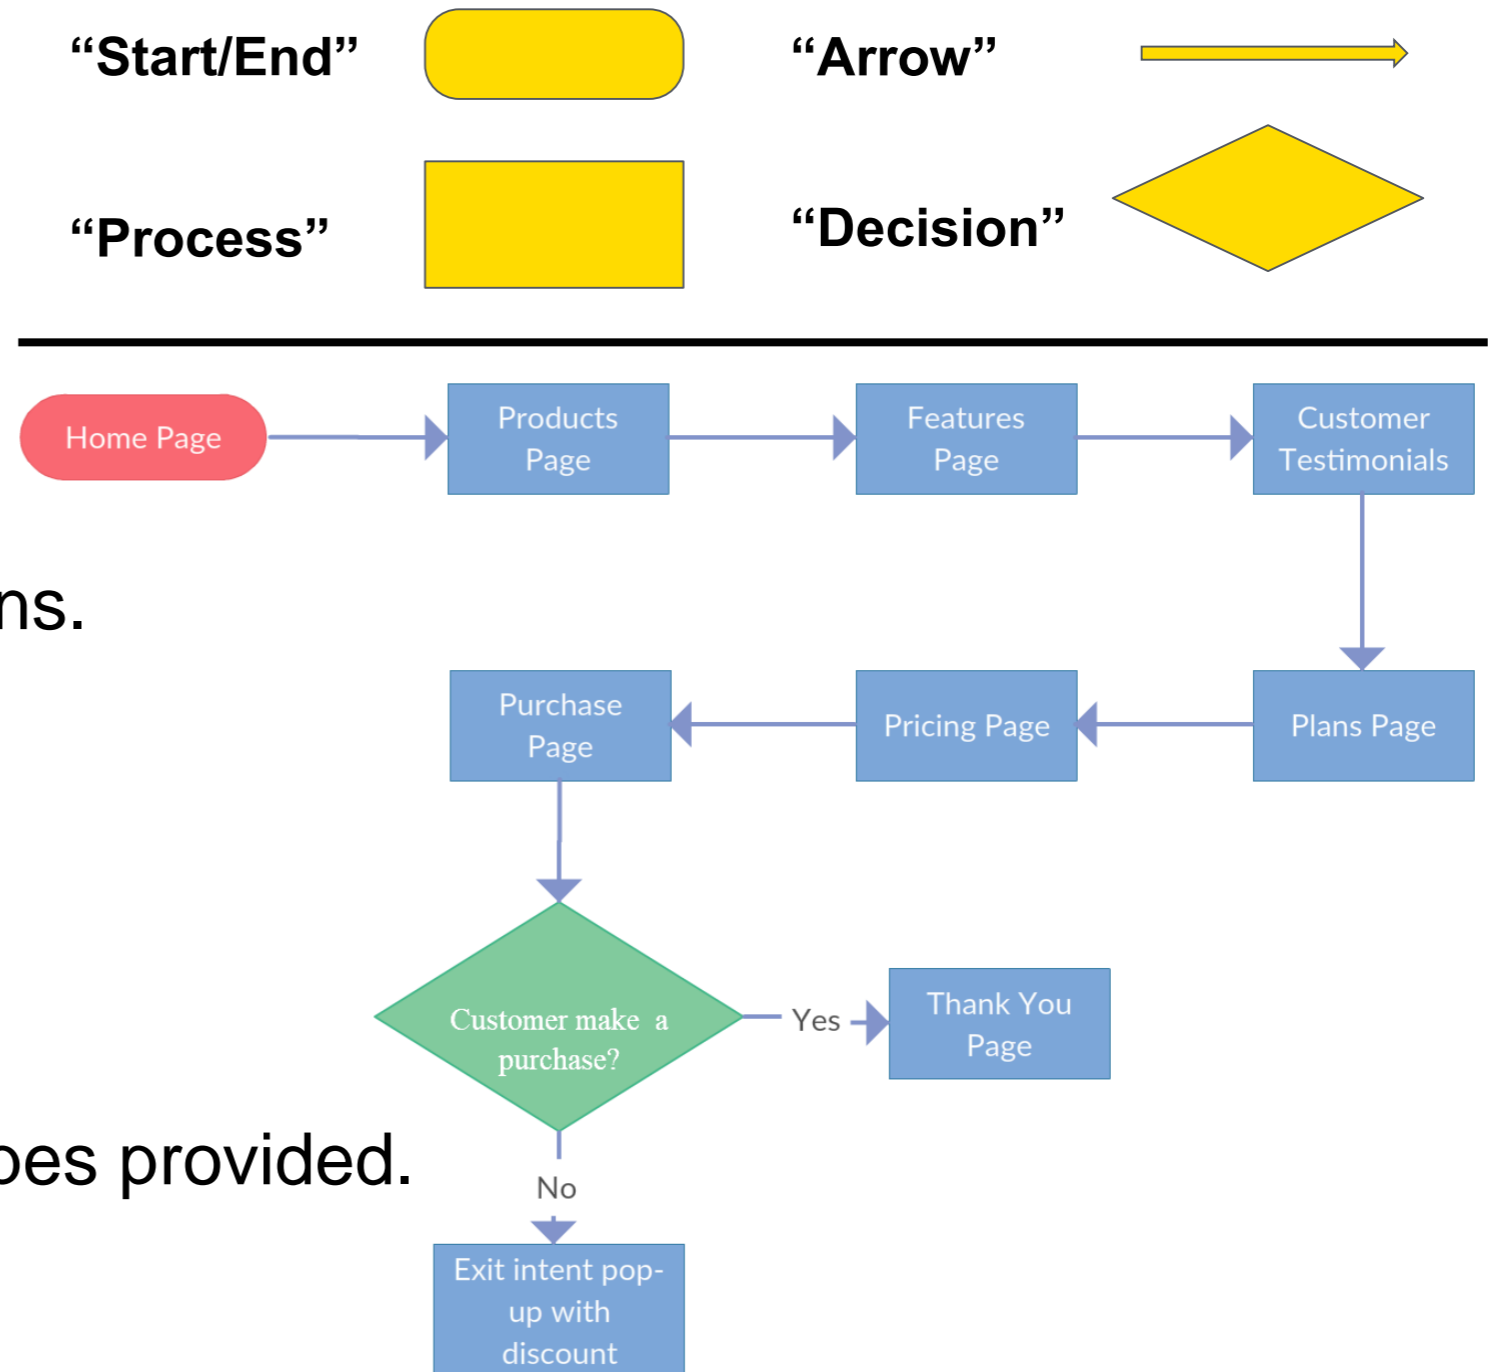 “Start/End”
“Arrow”
“Process”
“Decision”
Home Page
Products
Page
Features
Page
Customer
Testimonials
ns.
Purchase
Page
Pricing Page
Plans Page
Customer make a
purchase?
Yes
Thank You
Page
pes provided.
No
Exit intent pop-
up with
discount